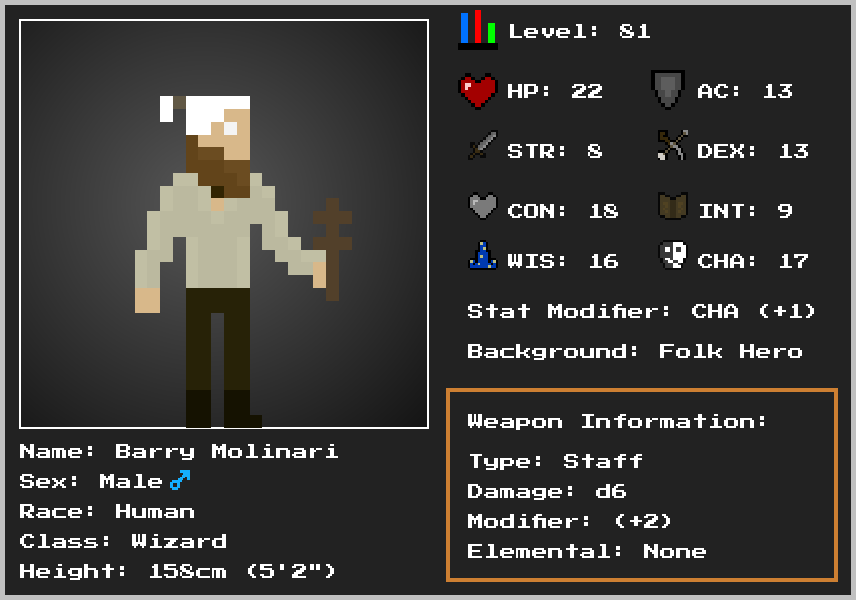 Level: 81
HP: 22
AC: 13
STR: 8
DEX: 13
CON: 18
INT: 9
WIS: 16
CHA: 17
Stat Modifier: CHA (+1)
Background: Folk Hero
Weapon Information:
Type: Staff
Damage: d6
Modifier: (+2)
Elemental: None
Name: Barry Molinari
Sex: Male♂
Race: Human
Class: Wizard
Height: 158cm (5'2")